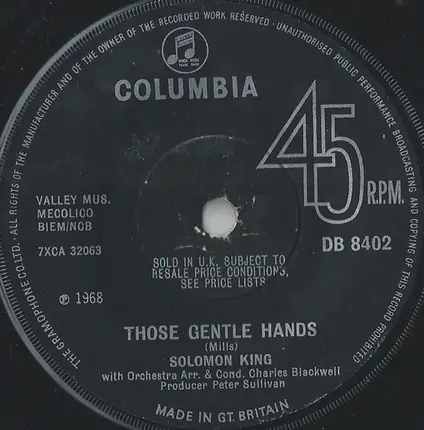 THE GRAMOPHONE CO. LTD. · ALL RIGHTS OF THE MANUFACTURER AND OF THE OWNER OF THE RECORDED WORK RESERVED · UNAUTHORISED PUBLIC PERFORMANCE BROADCASTING AND COPYING OF THIS RECORD PROHIBITED
COLUMBIA
45 R.P.M.
VALLEY MUS.
MECOLICO
BIEM/NCB
7XCA 32063
DB 8402
SOLD IN U.K. SUBJECT TO
RESALE PRICE CONDITIONS,
SEE PRICE LISTS
℗ 1968
THOSE GENTLE HANDS
(Mills)
SOLOMON KING
with Orchestra Arr. & Cond. Charles Blackwell
Producer Peter Sullivan
MADE IN GT. BRITAIN